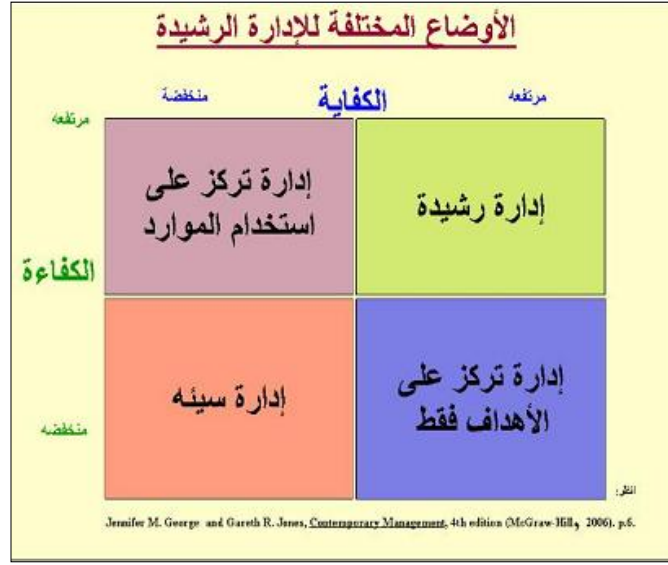 الأوضاع المختلفة للإدارة الرشيدة
مرتفعه الكفاية منخفضة
مرتفعه
إدارة رشيدة
إدارة تركز على
استخدام الموارد
الكفاءة
إدارة تركز على
الأهداف فقط
إدارة سيئه
منخفضه
انظر:
Jennifer M. George and Gareth R. Jones, Contemporary Management, 4th edition (McGraw-Hill, 2006). p.6.